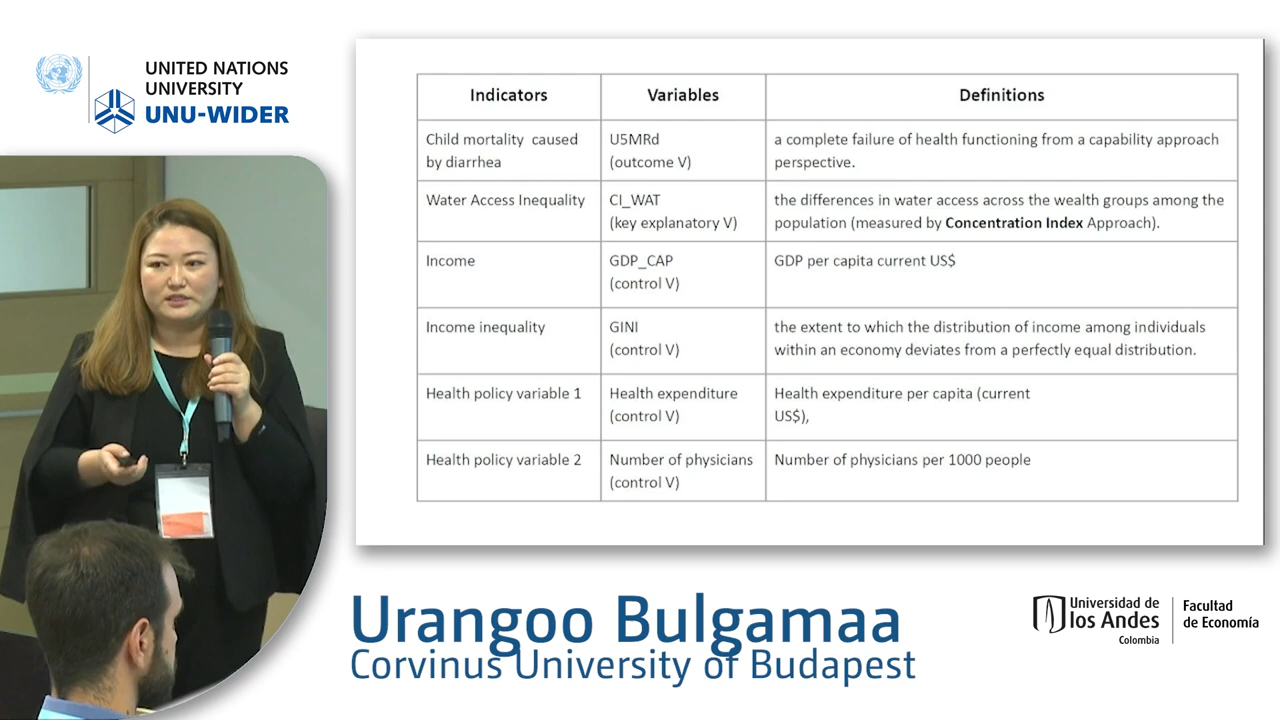 UNITED NATIONS
UNIVERSITY
UNU-WIDER
Indicators Variables Definitions
Child mortality caused
by diarrhea
U5MRd
(outcome V)
a complete failure of health functioning from a capability approach
perspective.
Water Access Inequality
CI_WAT
(key explanatory V)
the differences in water access across the wealth groups among the
population (measured by Concentration Index Approach).
Income
GDP_CAP
(control V)
GDP per capita current US$
Income inequality
GINI
(control V)
the extent to which the distribution of income among individuals
within an economy deviates from a perfectly equal distribution.
Health policy variable 1
Health expenditure
(control V)
Health expenditure per capita (current
US$),
Health policy variable 2
Number of physicians
(control V)
Number of physicians per 1000 people
Urangoo Bulgamaa
Corvinus University of Budapest
Universidad de
los Andes
Colombia
Facultad
de Economía